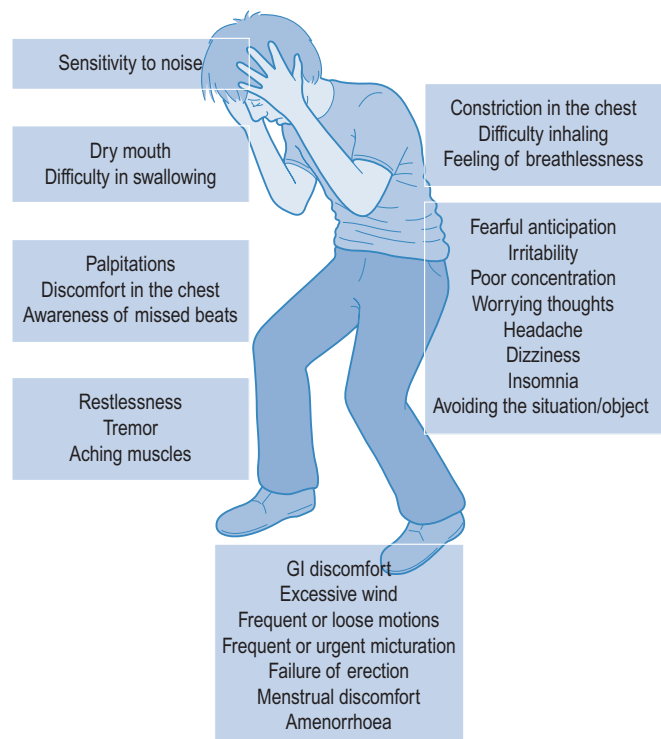 Sensitivity to noise
Dry mouth
Difficulty in swallowing
Palpitations
Discomfort in the chest
Awareness of missed beats
Restlessness
Tremor
Aching muscles
Constriction in the chest
Difficulty inhaling
Feeling of breathlessness
Fearful anticipation
Irritability
Poor concentration
Worrying thoughts
Headache
Dizziness
Insomnia
Avoiding the situation/object
GI discomfort
Excessive wind
Frequent or loose motions
Frequent or urgent micturation
Failure of erection
Menstrual discomfort
Amenorrhoea